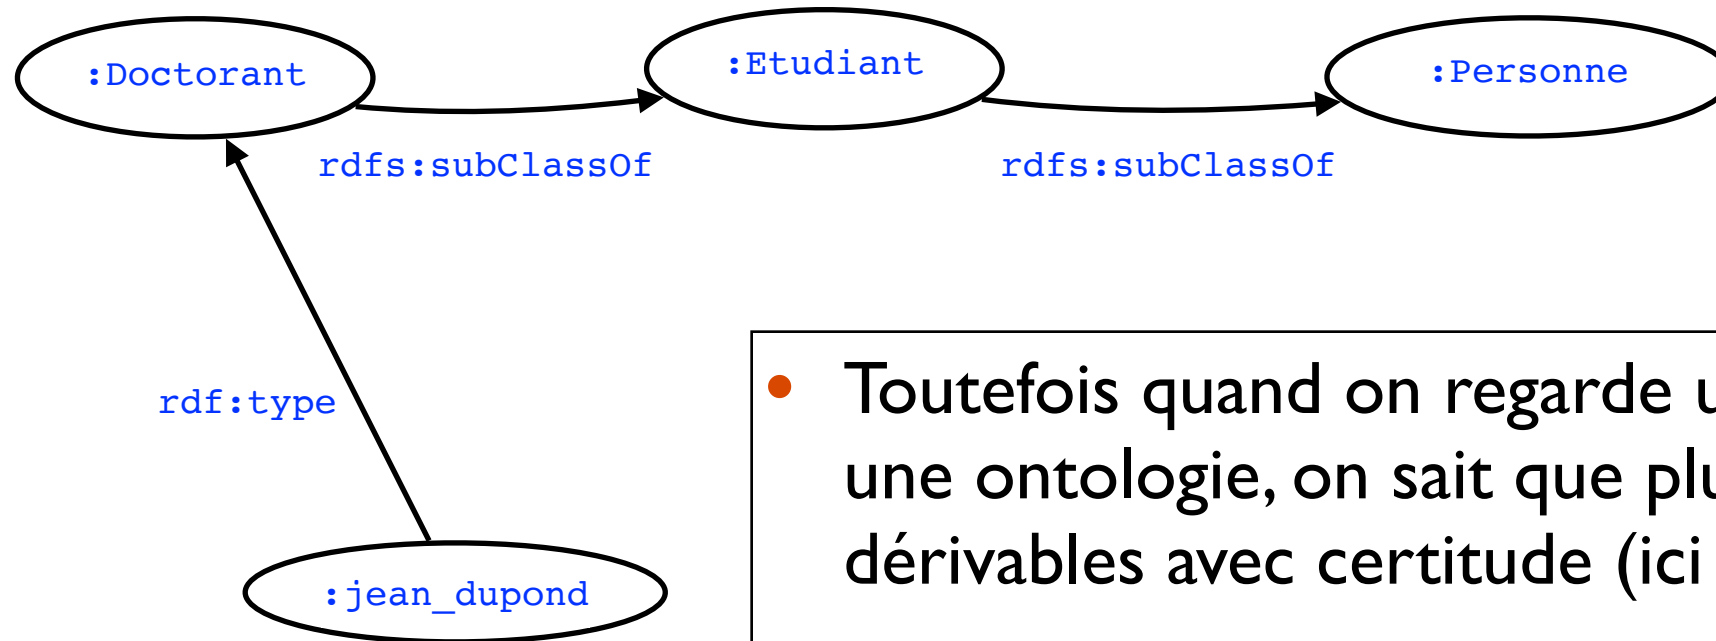 :Doctorant
:Etudiant
:Personne
rdfs:subClassOf
rdfs:subClassOf
rdf:type
• Toutefois quand on regarde
une ontologie, on sait que
dérivables avec certitude (ici
:jean_dupond